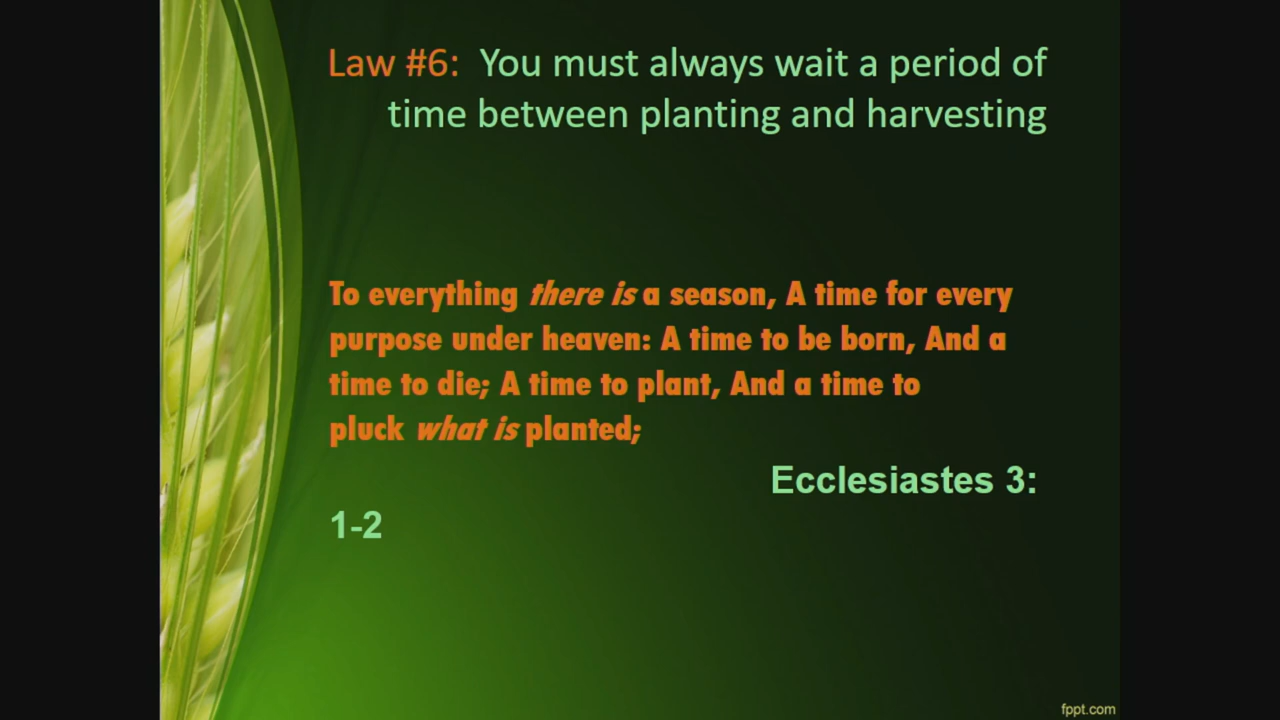 Law #6:  You must always wait a period of
time between planting and harvesting
To everything there is a season, A time for every
purpose under heaven: A time to be born, And a
time to die; A time to plant, And a time to
pluck what is planted;
Ecclesiastes 3:
1-2
fppt.com